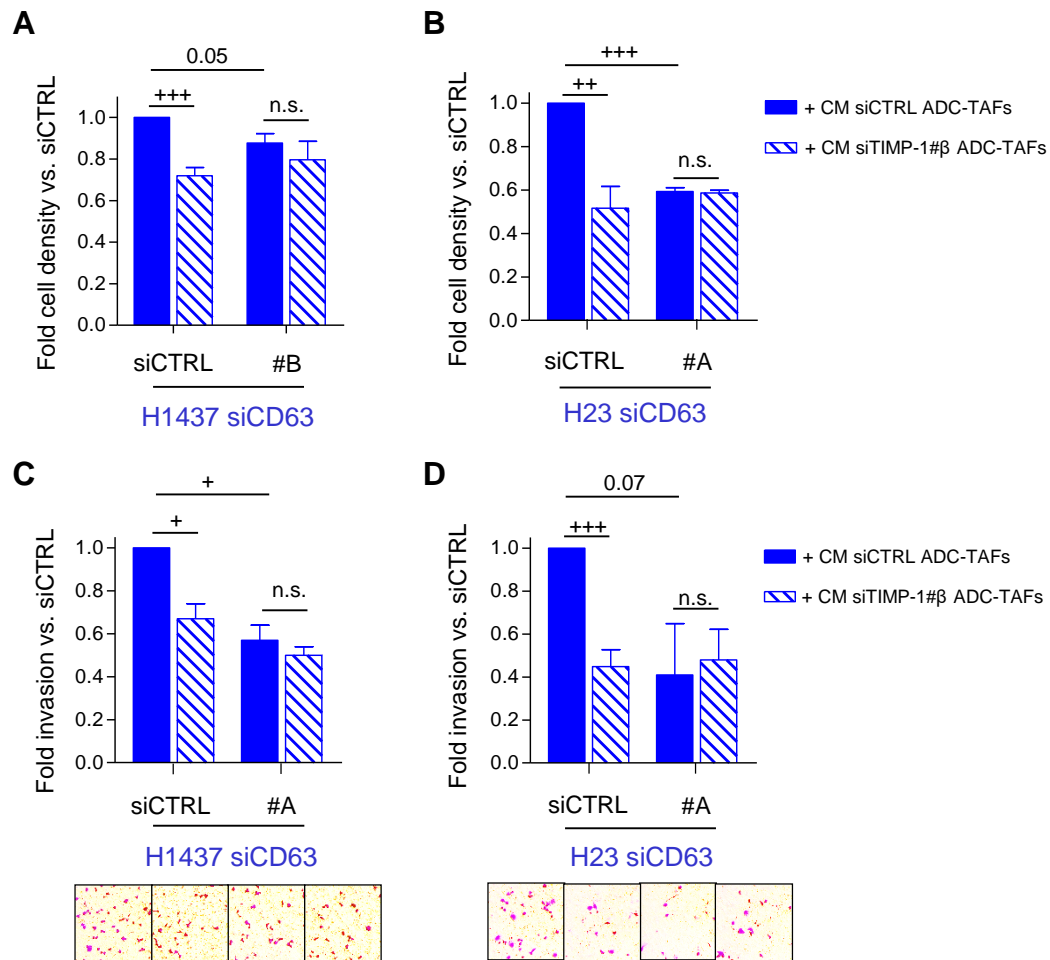 A
0.05
+++
n.s.
Fold cell density vs. siCTRL
1.0
0.8
0.6
0.4
0.2
0.0
siCTRL #B
H1437 siCD63
B
+++
++
n.s.
Fold cell density vs. siCTRL
1.0
0.8
0.6
0.4
0.2
0.0
siCTRL #A
H23 siCD63
+ CM siCTRL ADC-TAFs
+ CM siTIMP-1#β ADC-TAFs
C
+
+
n.s.
Fold invasion vs. siCTRL
1.0
0.8
0.6
0.4
0.2
0.0
siCTRL #A
H1437 siCD63
D
0.07
+++
n.s.
Fold invasion vs. siCTRL
1.0
0.8
0.6
0.4
0.2
0.0
siCTRL #A
H23 siCD63
+ CM siCTRL ADC-TAFs
+ CM siTIMP-1#β ADC-TAFs